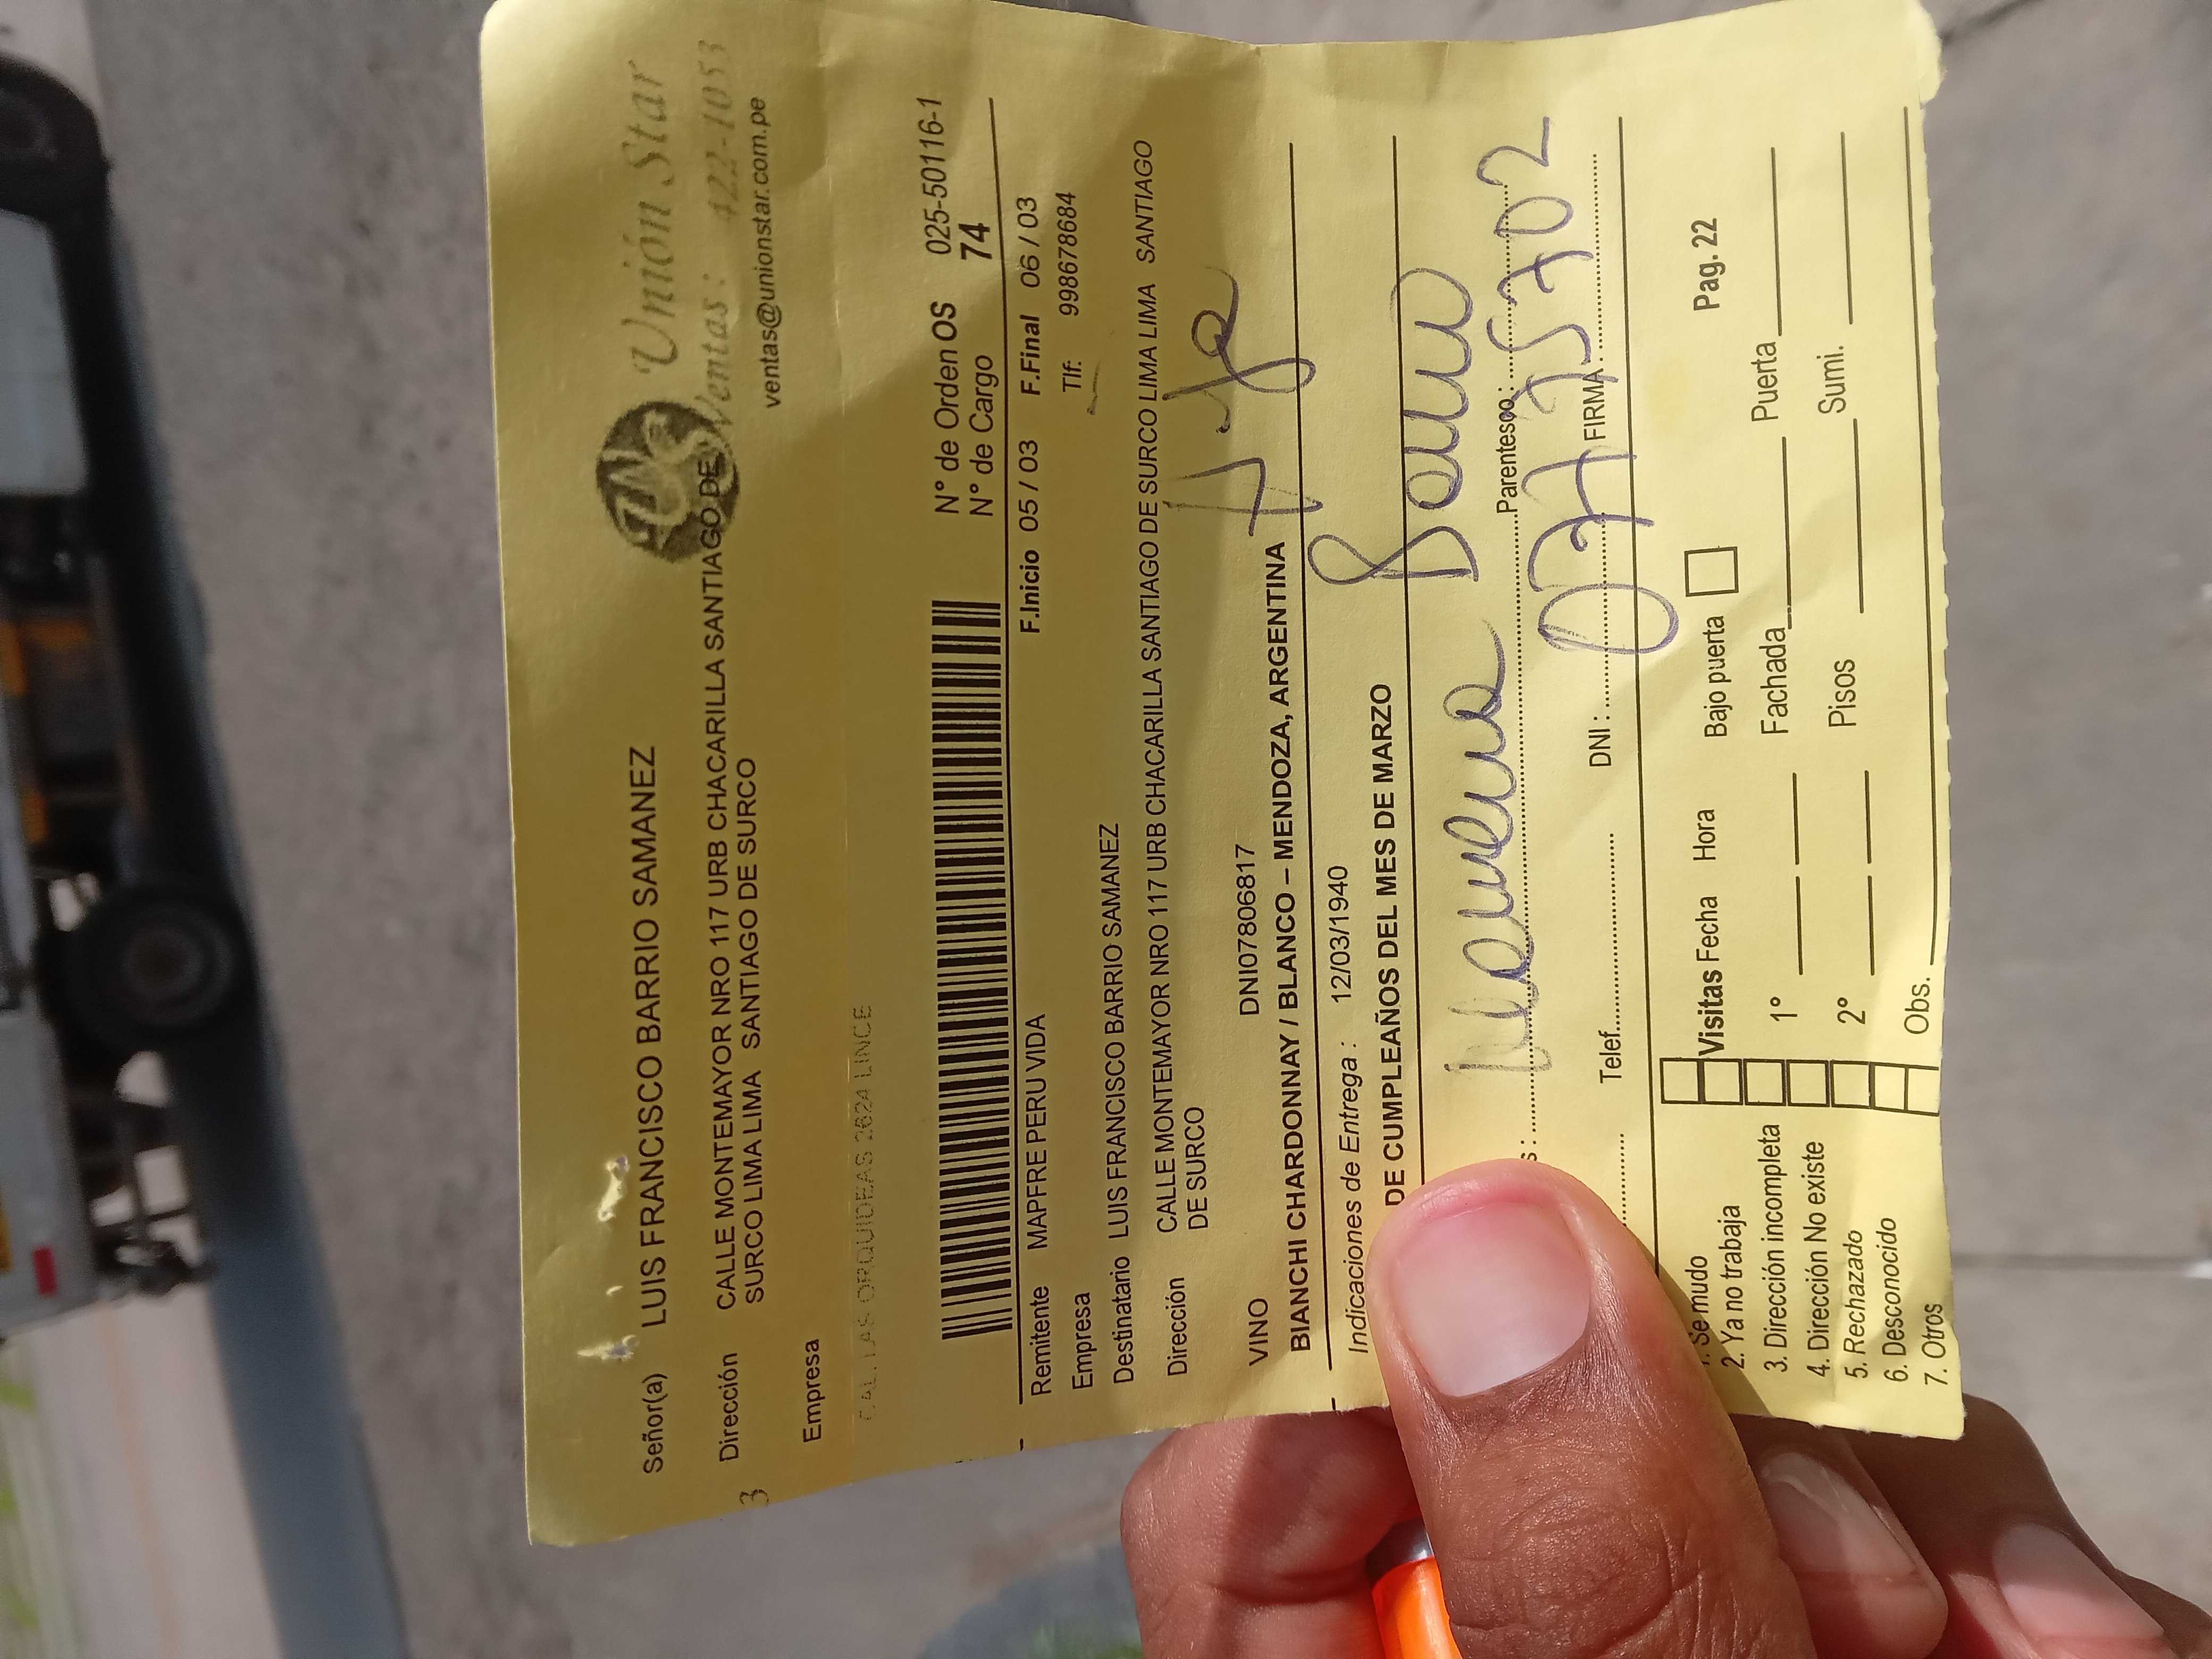 Unión Star
Ventas: 422-1053
ventas@unionstar.com.pe
Señor(a) LUIS FRANCISCO BARRIO SAMANEZ
Dirección CALLE MONTEMAYOR NRO 117 URB CHACARILLA SANTIAGO DE
SURCO LIMA LIMA SANTIAGO DE SURCO
3
Empresa
CAL. LAS ORQUIDEAS 2624 LINCE
N° de Orden OS 025-50116-1
N° de Cargo 74
F.Inicio 05 / 03 F.Final 06 / 03
Remitente MAPFRE PERU VIDA
Empresa Tlf: 998678684
Destinatario LUIS FRANCISCO BARRIO SAMANEZ
Dirección CALLE MONTEMAYOR NRO 117 URB CHACARILLA SANTIAGO DE SURCO LIMA LIMA SANTIAGO
DE SURCO
VINO DNI07806817
BIANCHI CHARDONNAY / BLANCO – MENDOZA, ARGENTINA
Indicaciones de Entrega : 12/03/1940
DE CUMPLEAÑOS DEL MES DE MARZO
s : Parentesco :
07775702
Telef. DNI : FIRMA
1. Se mudo
2. Ya no trabaja
3. Dirección incompleta
4. Dirección No existe
5. Rechazado
6. Desconocido
7. Otros
Visitas Fecha Hora Bajo puerta Pag. 22
1° Fachada Puerta
2° Pisos Sumi.
Obs.